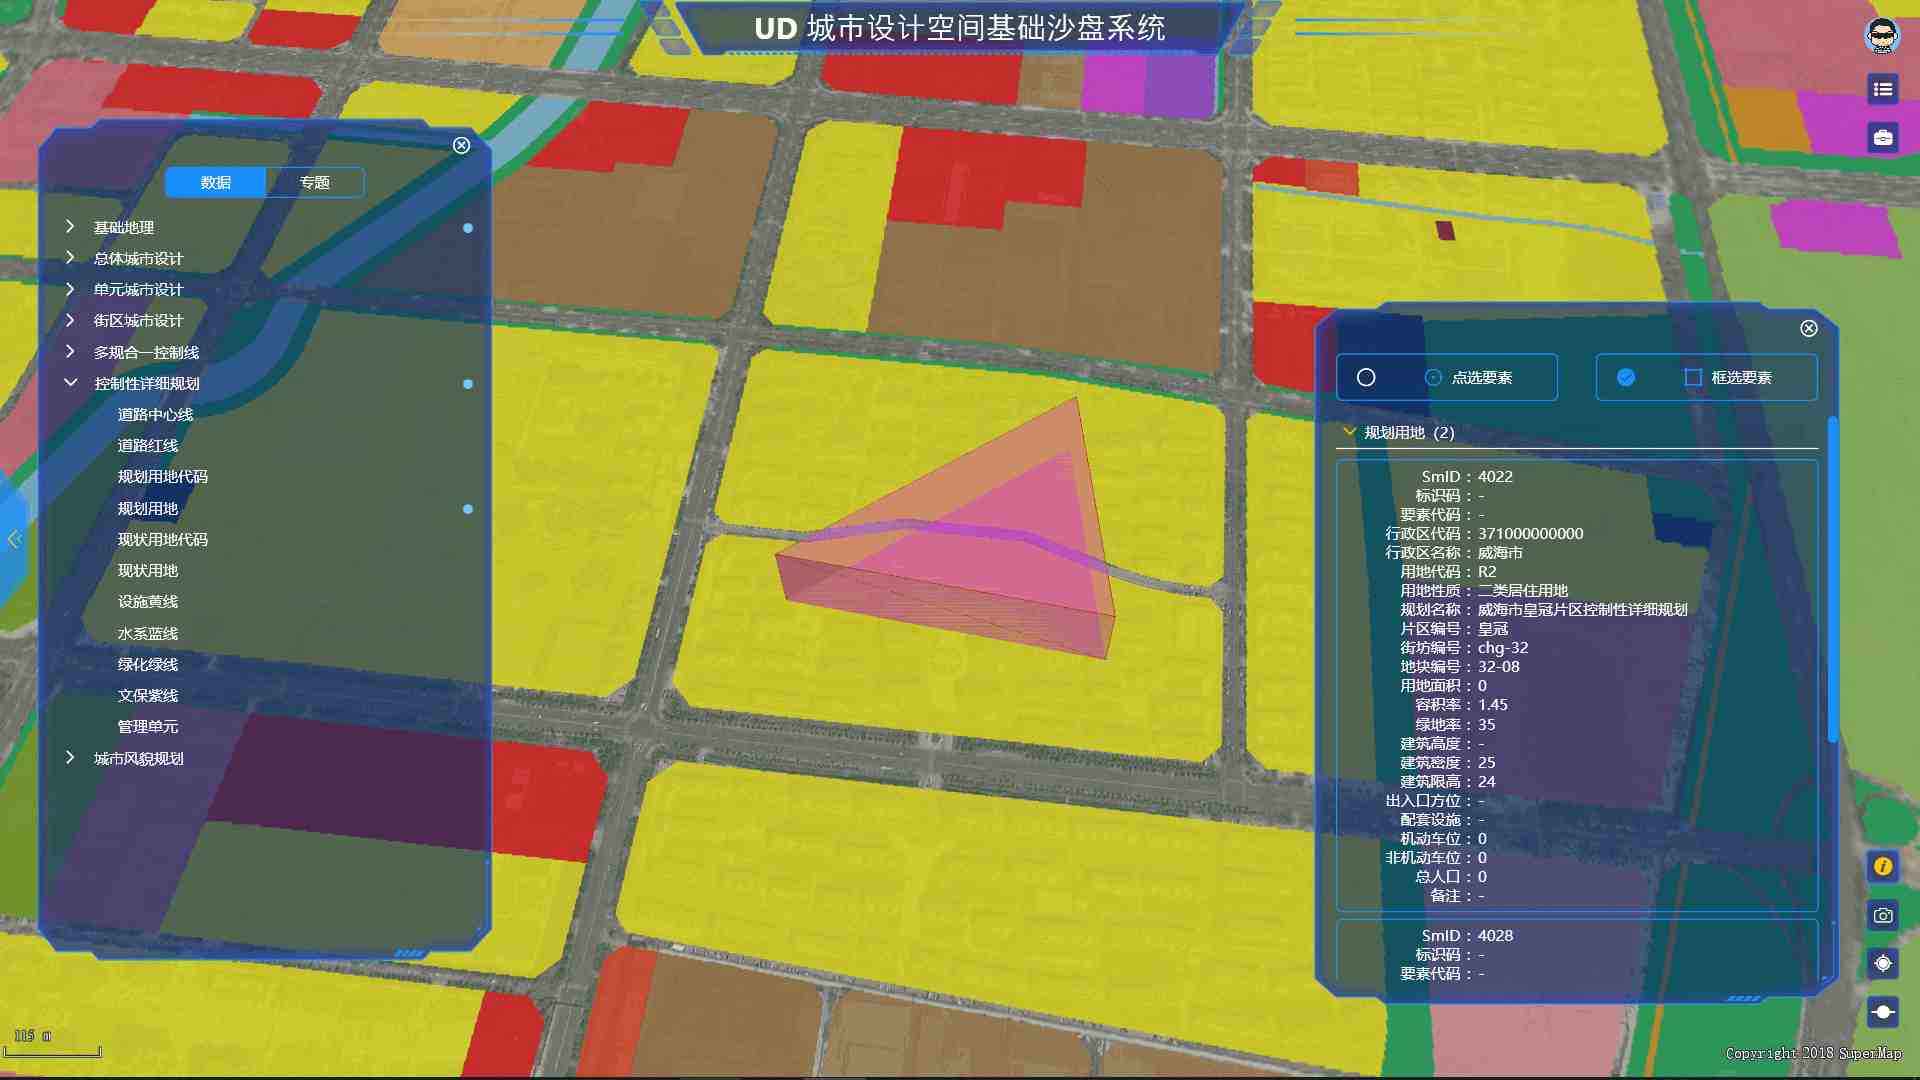 UD 城市设计空间基础沙盘系统
数据 专题
基础地理
总体城市设计
单元城市设计
街区城市设计
多规合一控制线
控制性详细规划
道路中心线
道路红线
规划用地代码
规划用地
现状用地代码
现状用地
设施黄线
水系蓝线
绿化绿线
文保紫线
管理单元
城市风貌规划
点选要素 框选要素
规划用地 (2)
SmID : 4022
标识码 : -
要素代码 : -
行政区代码 : 371000000000
行政区名称 : 威海市
用地代码 : R2
用地性质 : 二类居住用地
规划名称 : 威海市皇冠片区控制性详细规划
片区编号 : 皇冠
街坊编号 : chg-32
地块编号 : 32-08
用地面积 : 0
容积率 : 1.45
绿地率 : 35
建筑高度 : -
建筑密度 : 25
建筑限高 : 24
出入口方位 : -
配套设施 : -
机动车位 : 0
非机动车位 : 0
总人口 : 0
备注 : -
SmID : 4028
标识码 : -
要素代码 : -
115 m
Copyright 2018 SuperMap